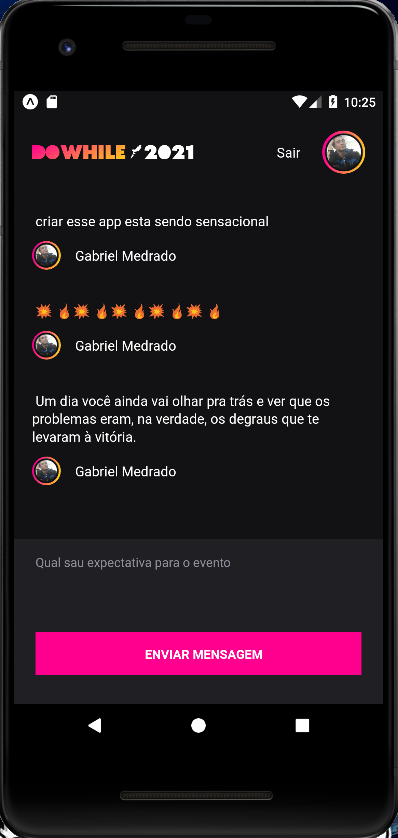 10:25
DOWHILE 2021
Sair
criar esse app esta sendo sensacional
Gabriel Medrado
💥 🔥💥 🔥💥 🔥💥 🔥
Gabriel Medrado
Um dia você ainda vai olhar pra trás e ver que os
problemas eram, na verdade, os degraus que te
levaram à vitória.
Gabriel Medrado
Qual sau expectativa para o evento
ENVIAR MENSAGEM